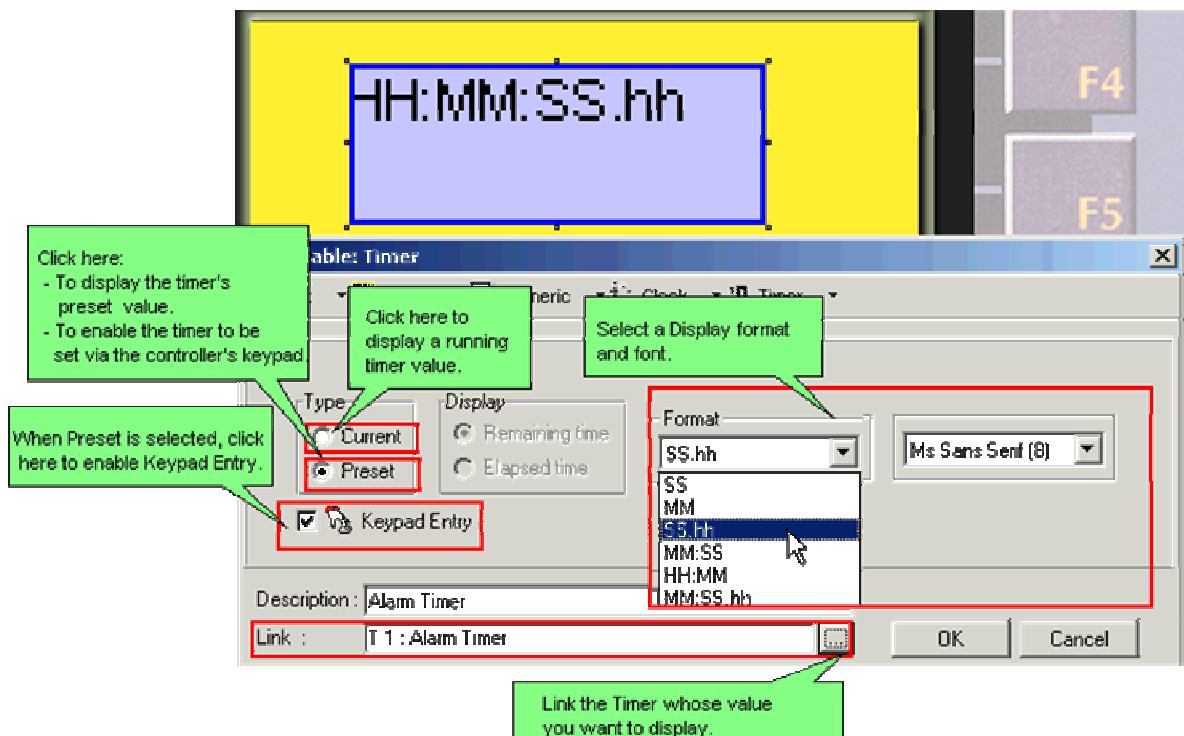 HH:MM:SS.hh
F4
F5
Click here:
- To display the timer's
preset value.
- To enable the timer to be
set via the controller's keypad.
able: Timer
Clock
Timer
Click here to
display a running
timer value.
Select a Display format
and font.
When Preset is selected, click
here to enable Keypad Entry.
Type
Current
Preset
Display
Remaining time
Elapsed time
Format
SS.hh
SS
MM
SS.hh
MM:SS
HH:MM
MM:SS.hh
Ms Sans Serif (8)
Keypad Entry
Description : Alarm Timer
Link : T 1 : Alarm Timer
...
OK
Cancel
Link the Timer whose value
you want to display.